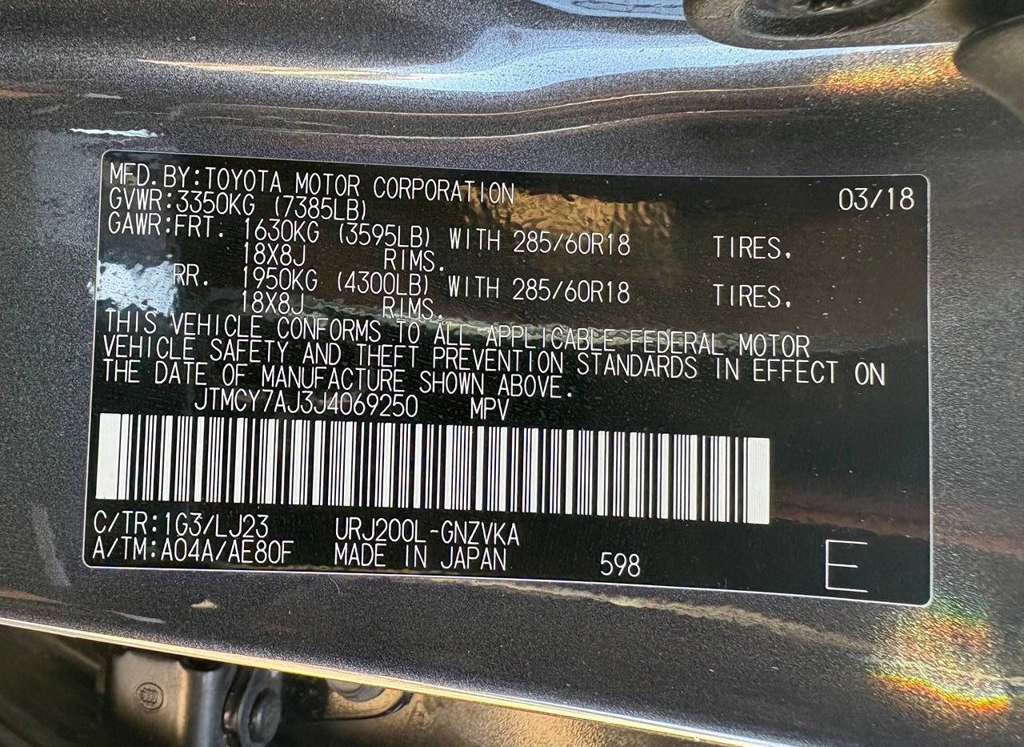 MFD. BY:TOYOTA MOTOR CORPORATION 03/18
GVWR:3350KG (7385LB)
GAWR:FRT. 1630KG (3595LB) WITH 285/60R18 TIRES,
18X8J RIMS.
RR. 1950KG (4300LB) WITH 285/60R18 TIRES,
18X8J RIMS.
THIS VEHICLE CONFORMS TO ALL APPLICABLE FEDERAL MOTOR
VEHICLE SAFETY AND THEFT PREVENTION STANDARDS IN EFFECT ON
THE DATE OF MANUFACTURE SHOWN ABOVE.
JTMCY7AJ3J4069250 MPV
C/TR:1G3/LJ23 URJ200L-GNZVKA
A/TM:A04A/AE80F MADE IN JAPAN 598 E